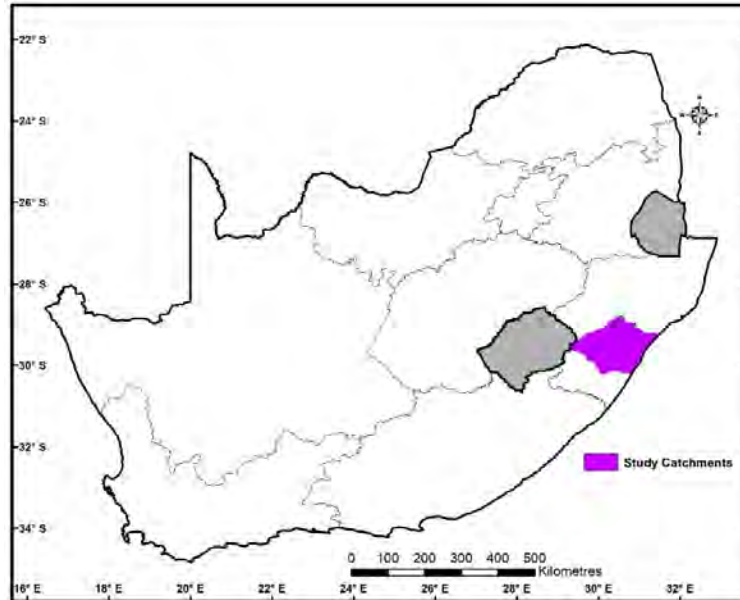 22° S
24° S
26° S
28° S
30° S
32° S
34° S
Study Catchments
0 100 200 300 400 500
Kilometres
16° E 18° E 20° E 22° E 24° E 26° E 28° E 30° E 32° E